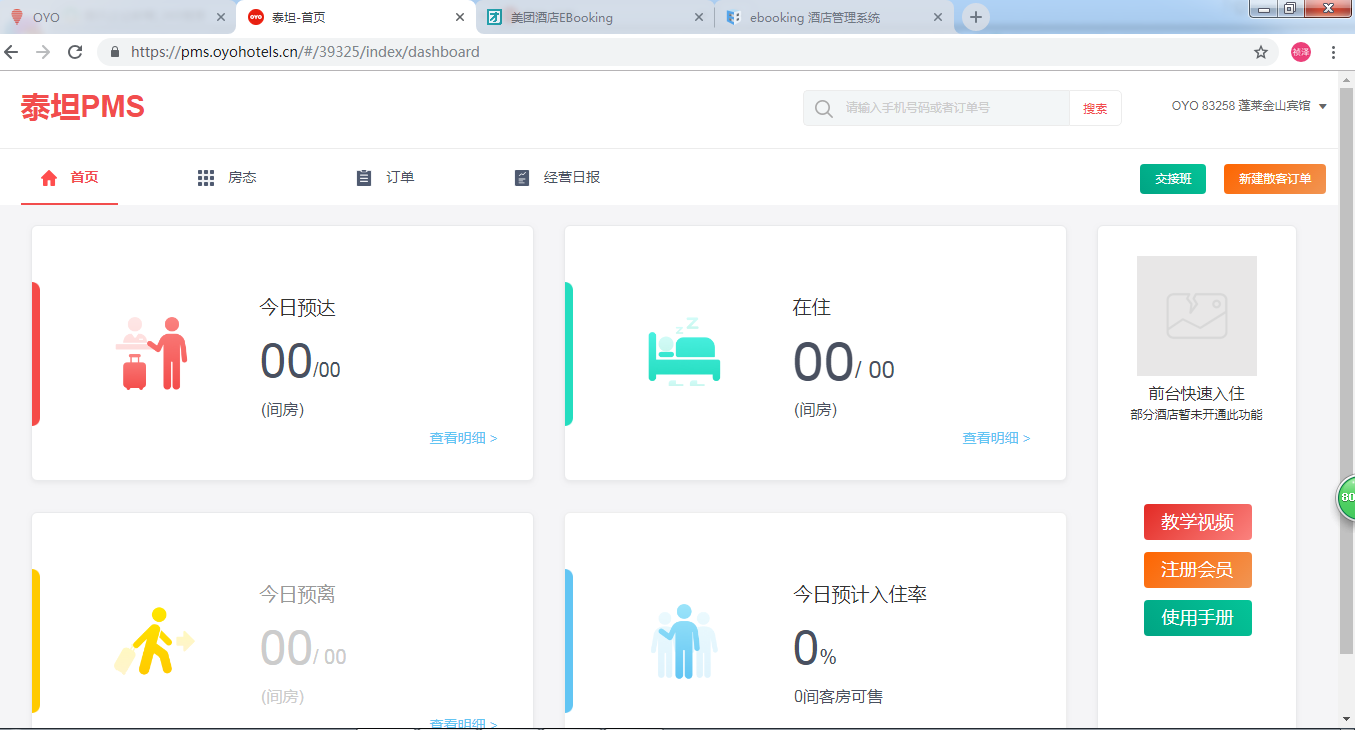 OYO
泰坦-首页
美团酒店EBooking
ebooking 酒店管理系统
https://pms.oyohotels.cn/#/39325/index/dashboard
祯泽
泰坦PMS
请输入手机号码或者订单号
搜索
OYO 83258 蓬莱金山宾馆
首页
房态
订单
经营日报
交接班
新建散客订单
今日预达
00/00
(间房)
查看明细 >
在住
00/ 00
(间房)
查看明细 >
前台快速入住
部分酒店暂未开通此功能
教学视频
注册会员
使用手册
80
今日预离
00/ 00
(间房)
查看明细 >
今日预计入住率
0%
0间客房可售